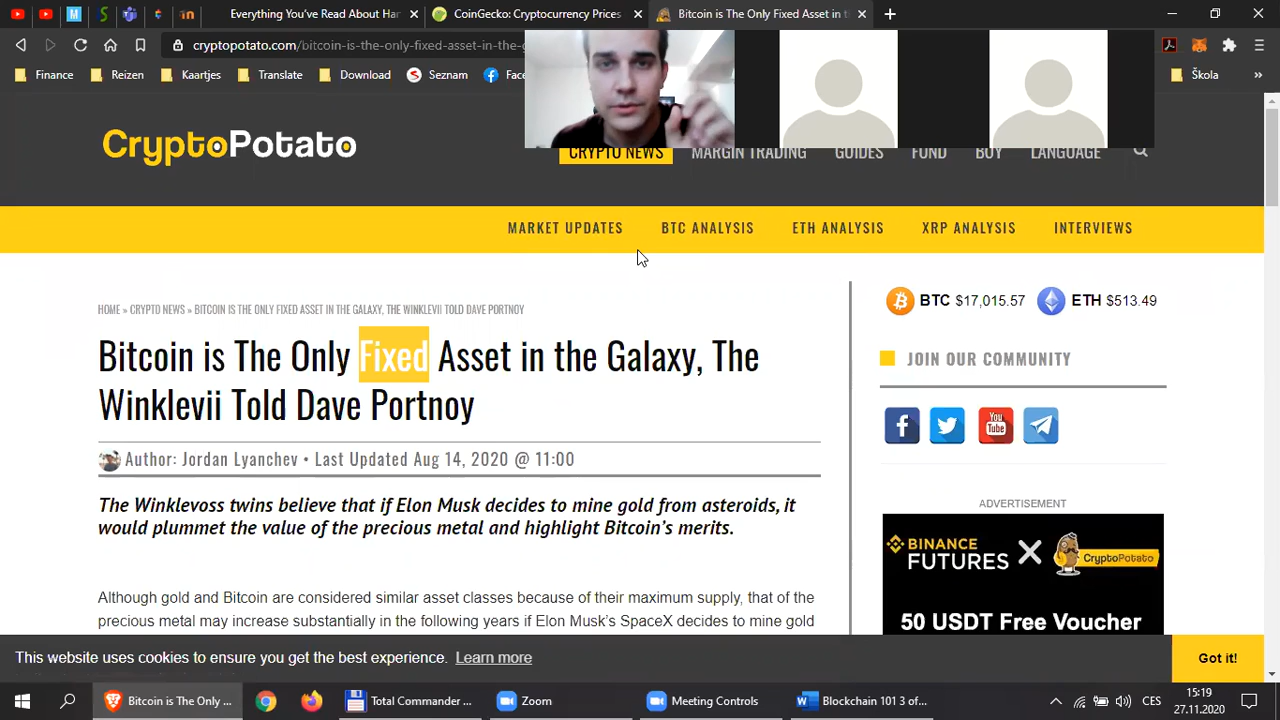 Everything You've Read About Har
CoinGecko: Cryptocurrency Prices
Bitcoin is The Only Fixed Asset in t
cryptopotato.com/bitcoin-is-the-only-fixed-asset-in-the-g
Finance
Reizen
Kaartjes
Translate
Download
Seznam
Face
Škola
CryptoPotato
CRYPTO NEWS
MARGIN TRADING
GUIDES
FUND
BUY
LANGUAGE
MARKET UPDATES
BTC ANALYSIS
ETH ANALYSIS
XRP ANALYSIS
INTERVIEWS
HOME » CRYPTO NEWS » BITCOIN IS THE ONLY FIXED ASSET IN THE GALAXY, THE WINKLEVII TOLD DAVE PORTNOY
Bitcoin is The Only Fixed Asset in the Galaxy, The
Winklevii Told Dave Portnoy
Author: Jordan Lyanchev • Last Updated Aug 14, 2020 @ 11:00
The Winklevoss twins believe that if Elon Musk decides to mine gold from asteroids, it
would plummet the value of the precious metal and highlight Bitcoin's merits.
Although gold and Bitcoin are considered similar asset classes because of their maximum supply, that of the
precious metal may increase substantially in the following years if Elon Musk's SpaceX decides to mine gold
BTC $17,015.57
ETH $513.49
JOIN OUR COMMUNITY
You
Tube
ADVERTISEMENT
BINANCE
FUTURES
CryptoPotato
50 USDT Free Voucher
This website uses cookies to ensure you get the best experience. Learn more
Got it!
Bitcoin is The Only ...
Total Commander ...
Zoom
Meeting Controls
Blockchain 101 3 of...
CES
15:19
27.11.2020